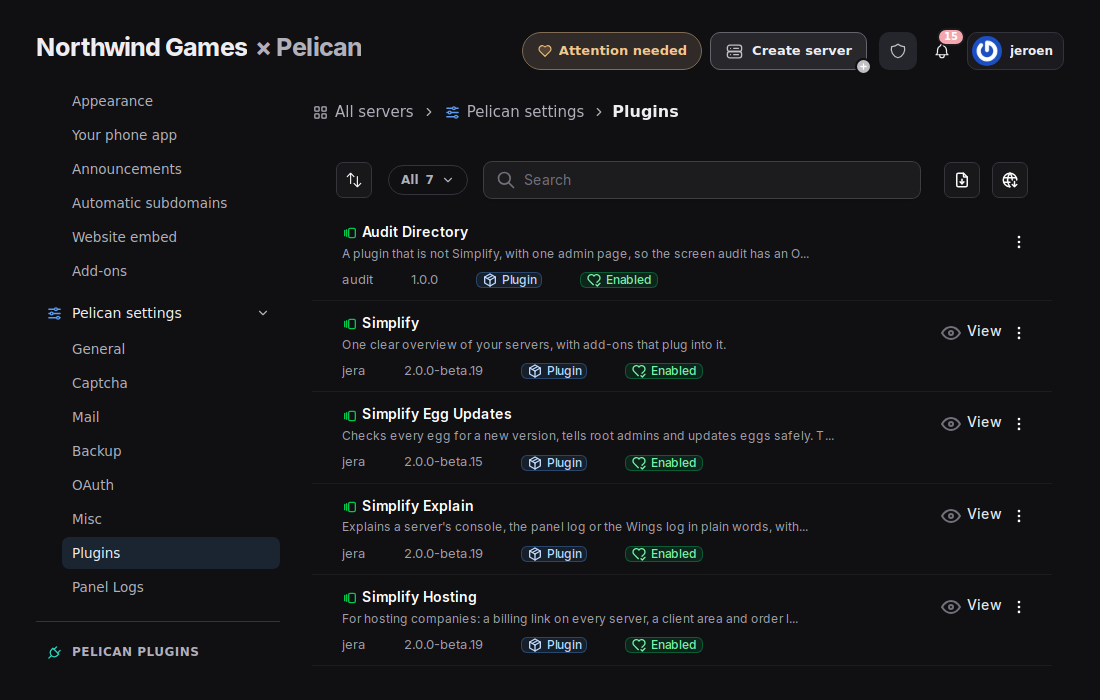 Northwind Games × Pelican
Attention needed
Create server
15
jeroen
Appearance
Your phone app
Announcements
Automatic subdomains
Website embed
Add-ons
Pelican settings
General
Captcha
Mail
Backup
OAuth
Misc
Plugins
Panel Logs
PELICAN PLUGINS
All servers > Pelican settings > Plugins
All 7
Search
Audit Directory
A plugin that is not Simplify, with one admin page, so the screen audit has an O...
audit 1.0.0 Plugin Enabled
Simplify
View
One clear overview of your servers, with add-ons that plug into it.
jera 2.0.0-beta.19 Plugin Enabled
Simplify Egg Updates
View
Checks every egg for a new version, tells root admins and updates eggs safely. T...
jera 2.0.0-beta.15 Plugin Enabled
Simplify Explain
View
Explains a server's console, the panel log or the Wings log in plain words, with...
jera 2.0.0-beta.19 Plugin Enabled
Simplify Hosting
View
For hosting companies: a billing link on every server, a client area and order l...
jera 2.0.0-beta.19 Plugin Enabled